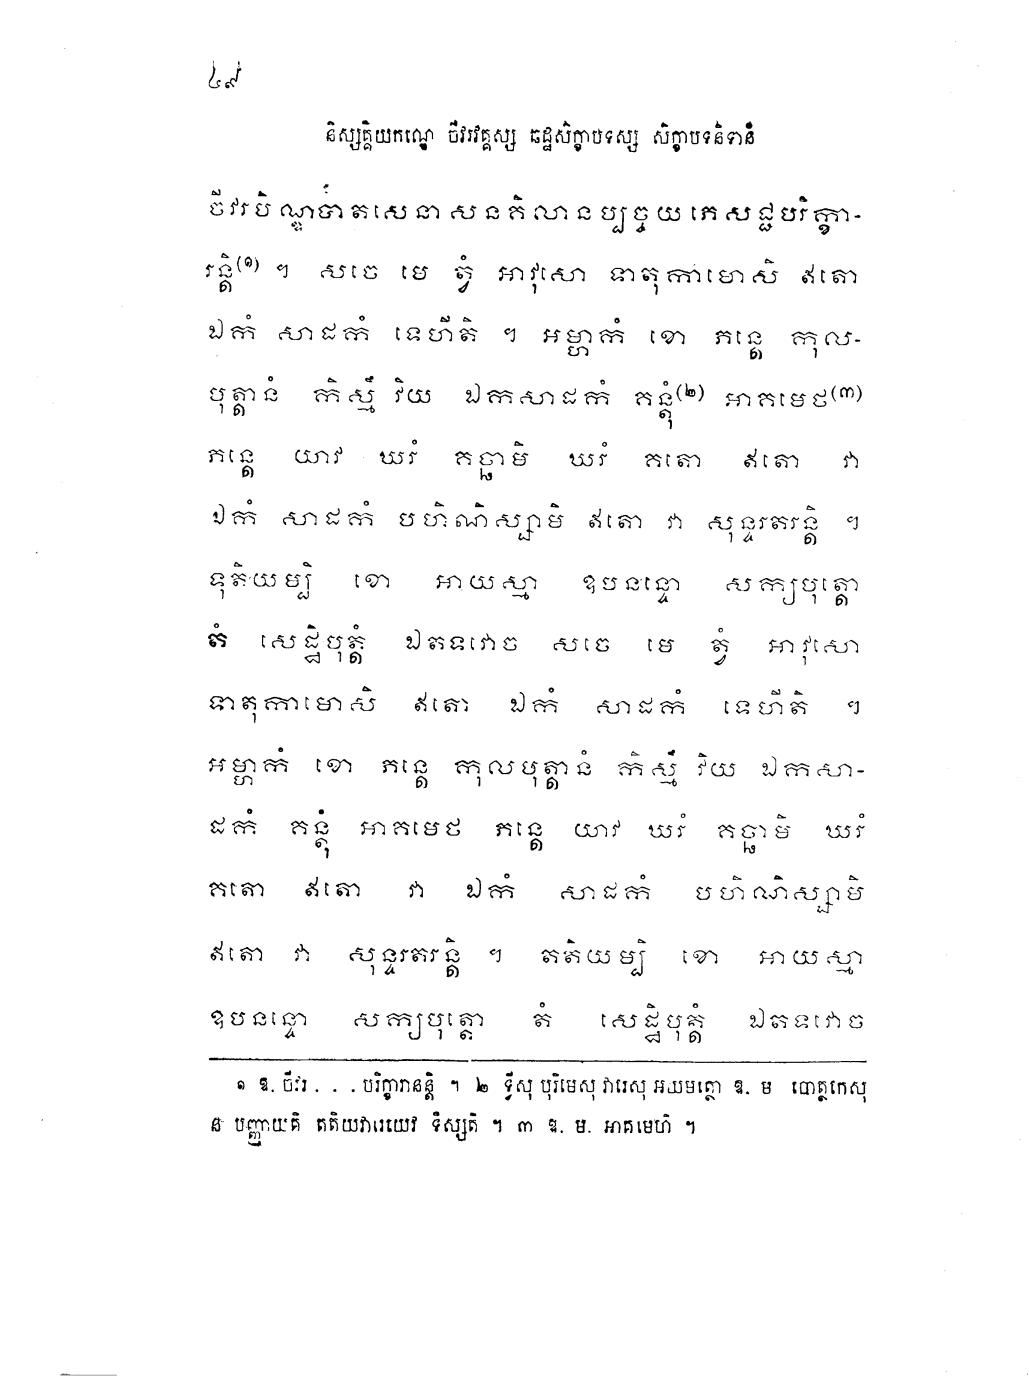 ៤៩
និស្សគ្គិយកណ្ឌេ ចីវរវគ្គស្ស ឆដ្ឋសិក្ខាបទស្ស សិក្ខាបទនិទានំ
ចីវរបិណ្ឌបាតសេនាសនគិលានប្បច្ចយភេសជ្ជបរិក្ខា-
រន្តិ(១) ។ សចេ មេ ត្វំ អាវុសោ ទាតុកាមោសិ ឥតោ
ឯកំ សាដកំ ទេហីតិ ។ អម្ហាកំ ខោ ភន្តេ កុល-
បុត្តានំ កិស្មឹ វិយ ឯកសាដកំ គន្តុំ(២) អាគមេថ(៣)
ភន្តេ យាវ ឃរំ គច្ឆាមិ ឃរំ គតោ ឥតោ វា
ឯកំ សាដកំ បហិណិស្សាមិ ឥតោ វា សុន្ទរតរន្តិ ។
ទុតិយម្បិ ខោ អាយស្មា ឧបនន្ទោ សក្យបុត្តោ
តំ សេដ្ឋិបុត្តំ ឯតទវោច សចេ មេ ត្វំ អាវុសោ
ទាតុកាមោសិ ឥតោ ឯកំ សាដកំ ទេហីតិ ។
អម្ហាកំ ខោ ភន្តេ កុលបុត្តានំ កិស្មឹ វិយ ឯកសា-
ដកំ គន្តុំ អាគមេថ ភន្តេ យាវ ឃរំ គច្ឆាមិ ឃរំ
គតោ ឥតោ វា ឯកំ សាដកំ បហិណិស្សាមិ
ឥតោ វា សុន្ទរតរន្តិ ។ តតិយម្បិ ខោ អាយស្មា
ឧបនន្ទោ សក្យបុត្តោ តំ សេដ្ឋិបុត្តំ ឯតទវោច
១ ឱ. ចីវរ . . . បរិក្ខារានន្តិ ។ ២ ទ្វីសុ បុរិមេសុ វារេសុ អយមត្ថោ ឱ. ម បោត្ថកេសុ
ន បញ្ញាយតិ តតិយវារេយេវ ទិស្សតិ ។ ៣ ឱ. ម. អាគមេហិ ។